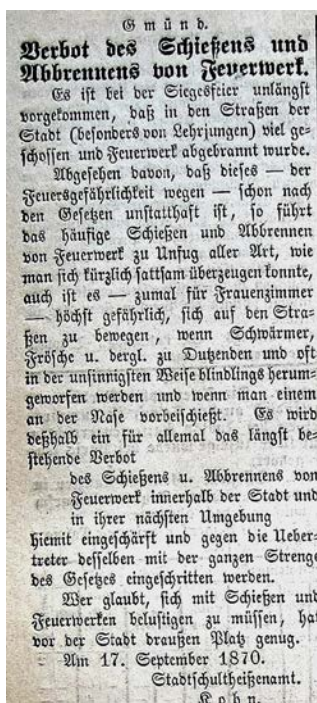 Gmünd.
Verbot des Schießens und
Abbrennens von Feuerwerk.
Es ist bei der Siegesfeier unlängst
vorgekommen, daß in den Straßen der
Stadt (besonders von Lehrjungen) viel ge-
schossen und Feuerwerk abgebrannt wurde.
Abgesehen davon, daß dieses — der
Feuersgefährlichkeit wegen — schon nach
den Gesetzen unstatthaft ist, so führt
das häufige Schießen und Abbrennen
von Feuerwerk zu Unfug aller Art, wie
man sich kürzlich sattsam überzeugen konnte,
auch ist es — zumal für Frauenzimmer
— höchst gefährlich, sich auf den Stra-
ßen zu bewegen, wenn Schwärmer,
Frösche u. dergl. zu Dutzenden und oft
in der unsinnigsten Weise blindlings herum-
geworfen werden und wenn man einem
an der Nase vorbeischießt. Es wird
deßhalb ein für allemal das längst be-
stehende Verbot
des Schießens u. Abbrennens von
Feuerwerk innerhalb der Stadt und
in ihrer nächsten Umgebung
hiemit eingeschärft und gegen die Ueber-
treter desselben mit der ganzen Strenge
des Gesetzes eingeschritten werden.
Wer glaubt, sich mit Schießen und
Feuerwerken belustigen zu müssen, hat
vor der Stadt draußen Platz genug.
Am 17. September 1870.
Stadtschultheißenamt.
Kohn.